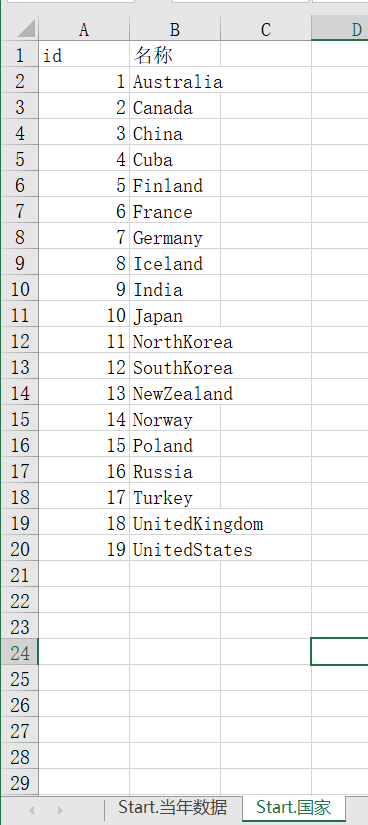 A B C D
1 id 名称
2 1 Australia
3 2 Canada
4 3 China
5 4 Cuba
6 5 Finland
7 6 France
8 7 Germany
9 8 Iceland
10 9 India
11 10 Japan
12 11 NorthKorea
13 12 SouthKorea
14 13 NewZealand
15 14 Norway
16 15 Poland
17 16 Russia
18 17 Turkey
19 18 UnitedKingdom
20 19 UnitedStates
21
22
23
24
25
26
27
28
29
Start.当年数据 Start.国家